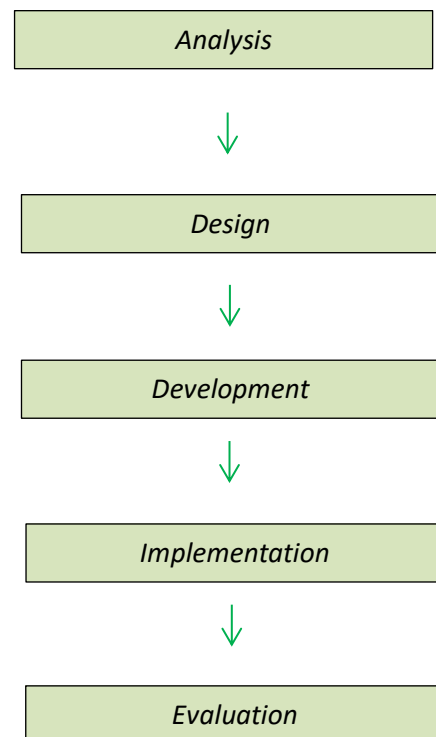 Analysis
Design
Development
Implementation
Evaluation